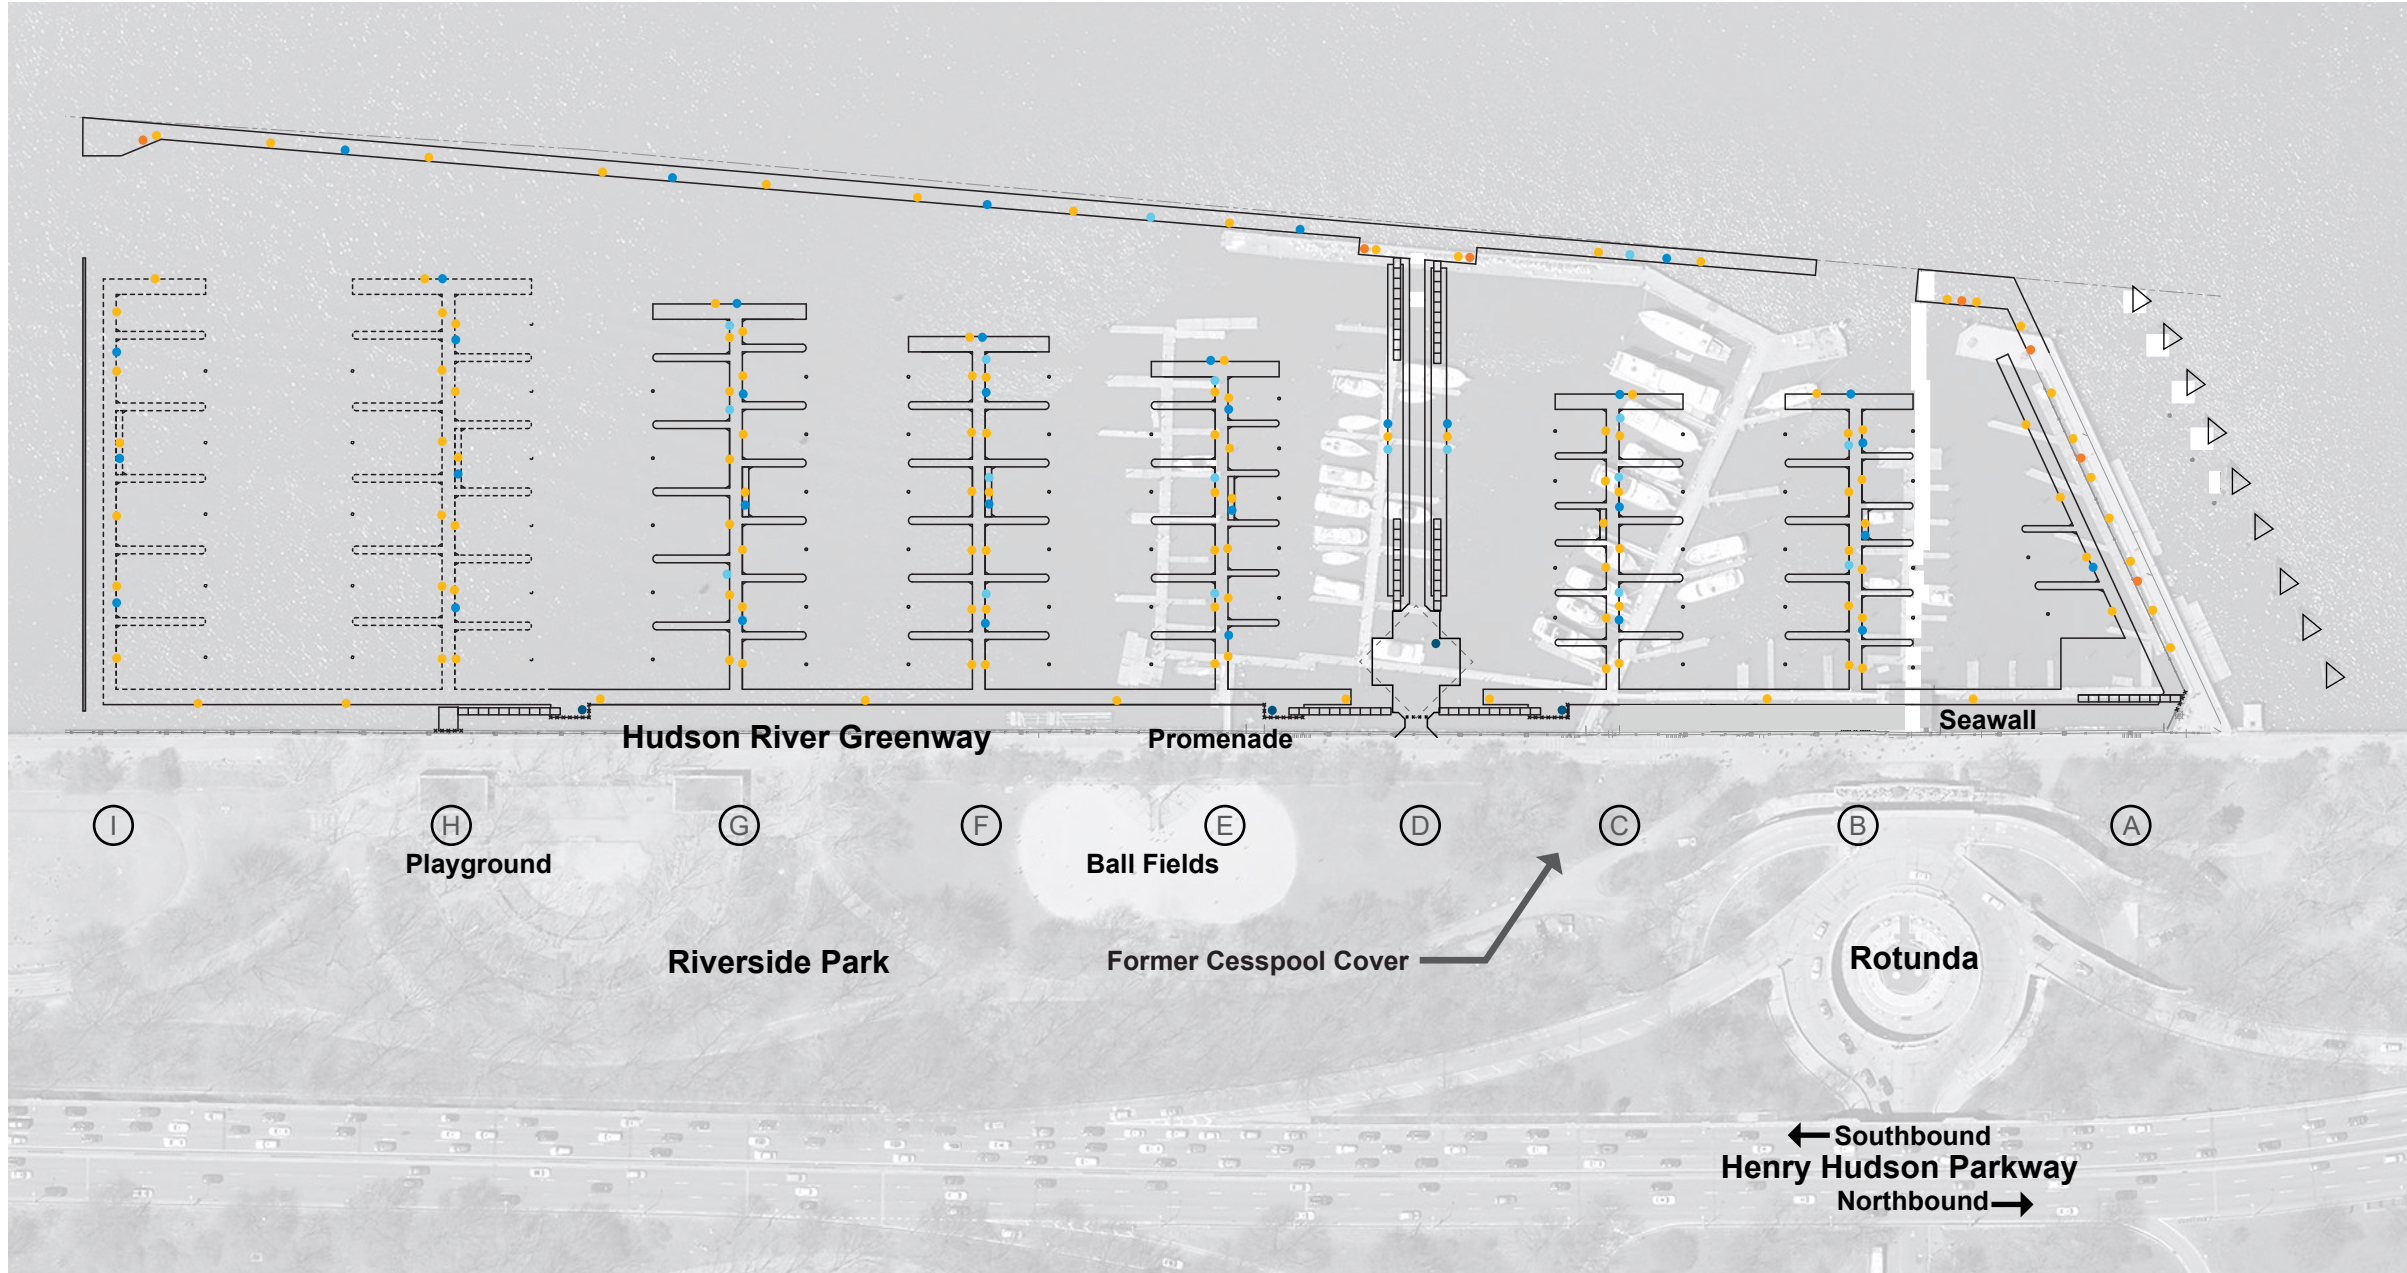 Hudson River Greenway
Promenade
Seawall
I
H
G
F
E
D
C
B
A
Playground
Ball Fields
Riverside Park
Former Cesspool Cover
Rotunda
Southbound
Henry Hudson Parkway
Northbound